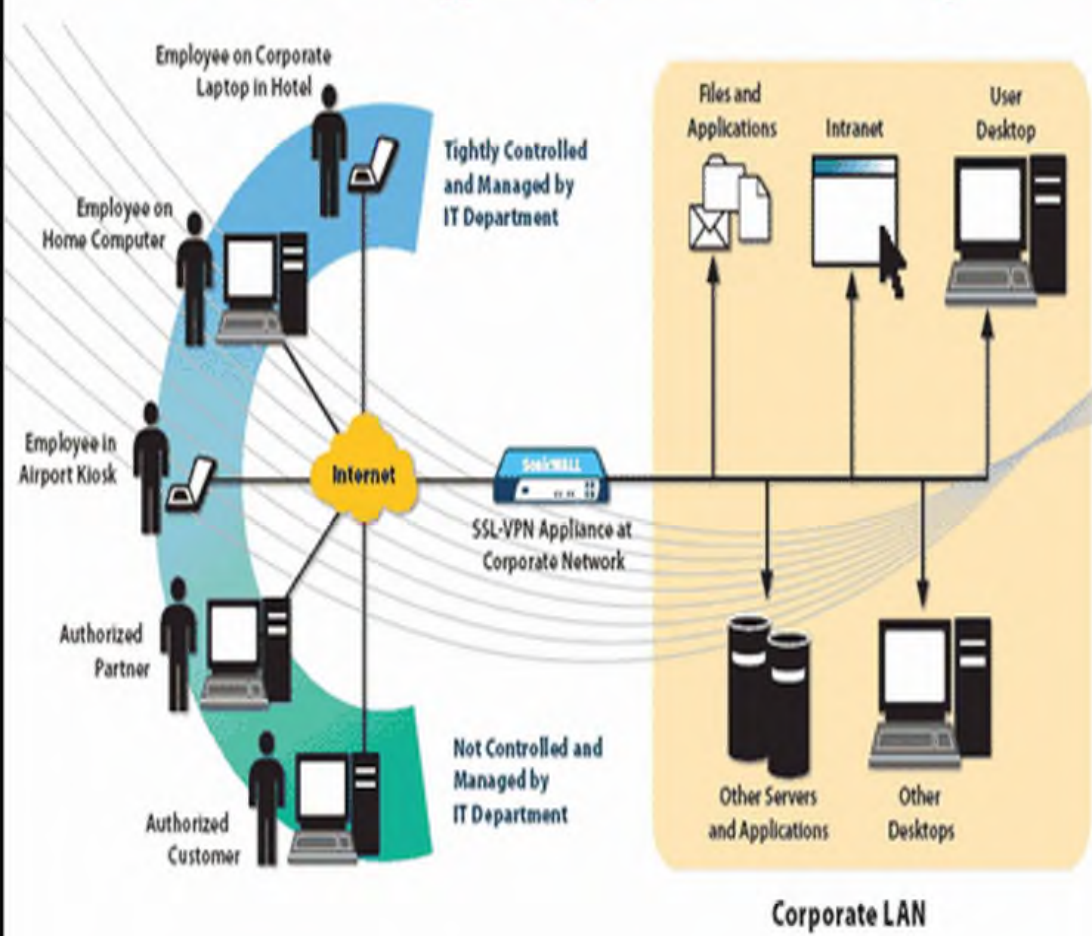 Employee on Corporate
Laptop in Hotel
Tightly Controlled
and Managed by
IT Department
Employee on
Home Computer
Employee in
Airport Kiosk
Internet
SonicWALL
SSL-VPN Appliance at
Corporate Network
Authorized
Partner
Authorized
Customer
Not Controlled and
Managed by
IT Department
Files and
Applications
Intranet
User
Desktop
Other Servers
and Applications
Other
Desktops
Corporate LAN